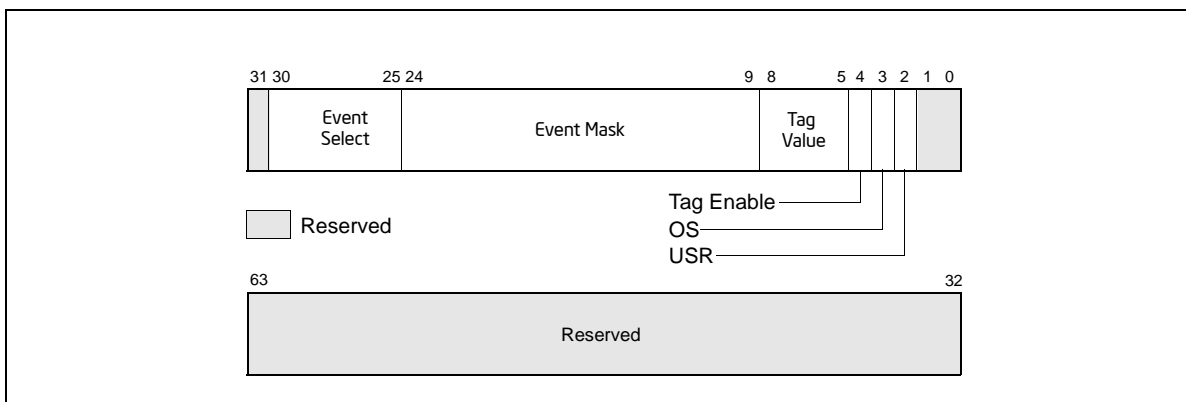 31 30 25 24 9 8 5 4 3 2 1 0
Event
Select
Event Mask
Tag
Value
Tag Enable
OS
USR
Reserved
63 32
Reserved